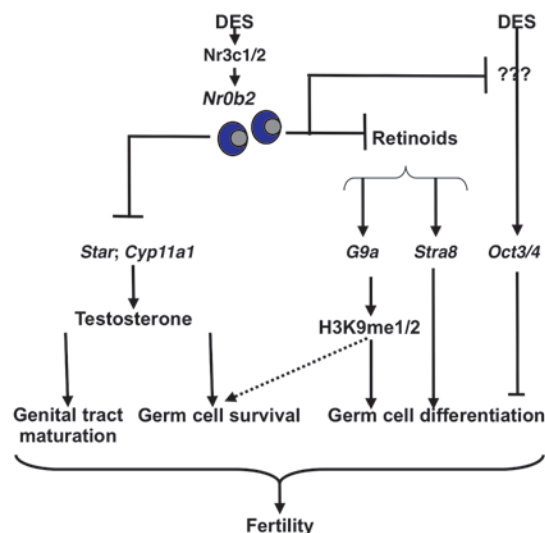 DES
DES
Nr3c1/2
???
Nr0b2
Retinoids
Star; Cyp11a1
G9a
Stra8
Oct3/4
Testosterone
H3K9me1/2
Genital tract
maturation
Germ cell survival
Germ cell differentiation
Fertility